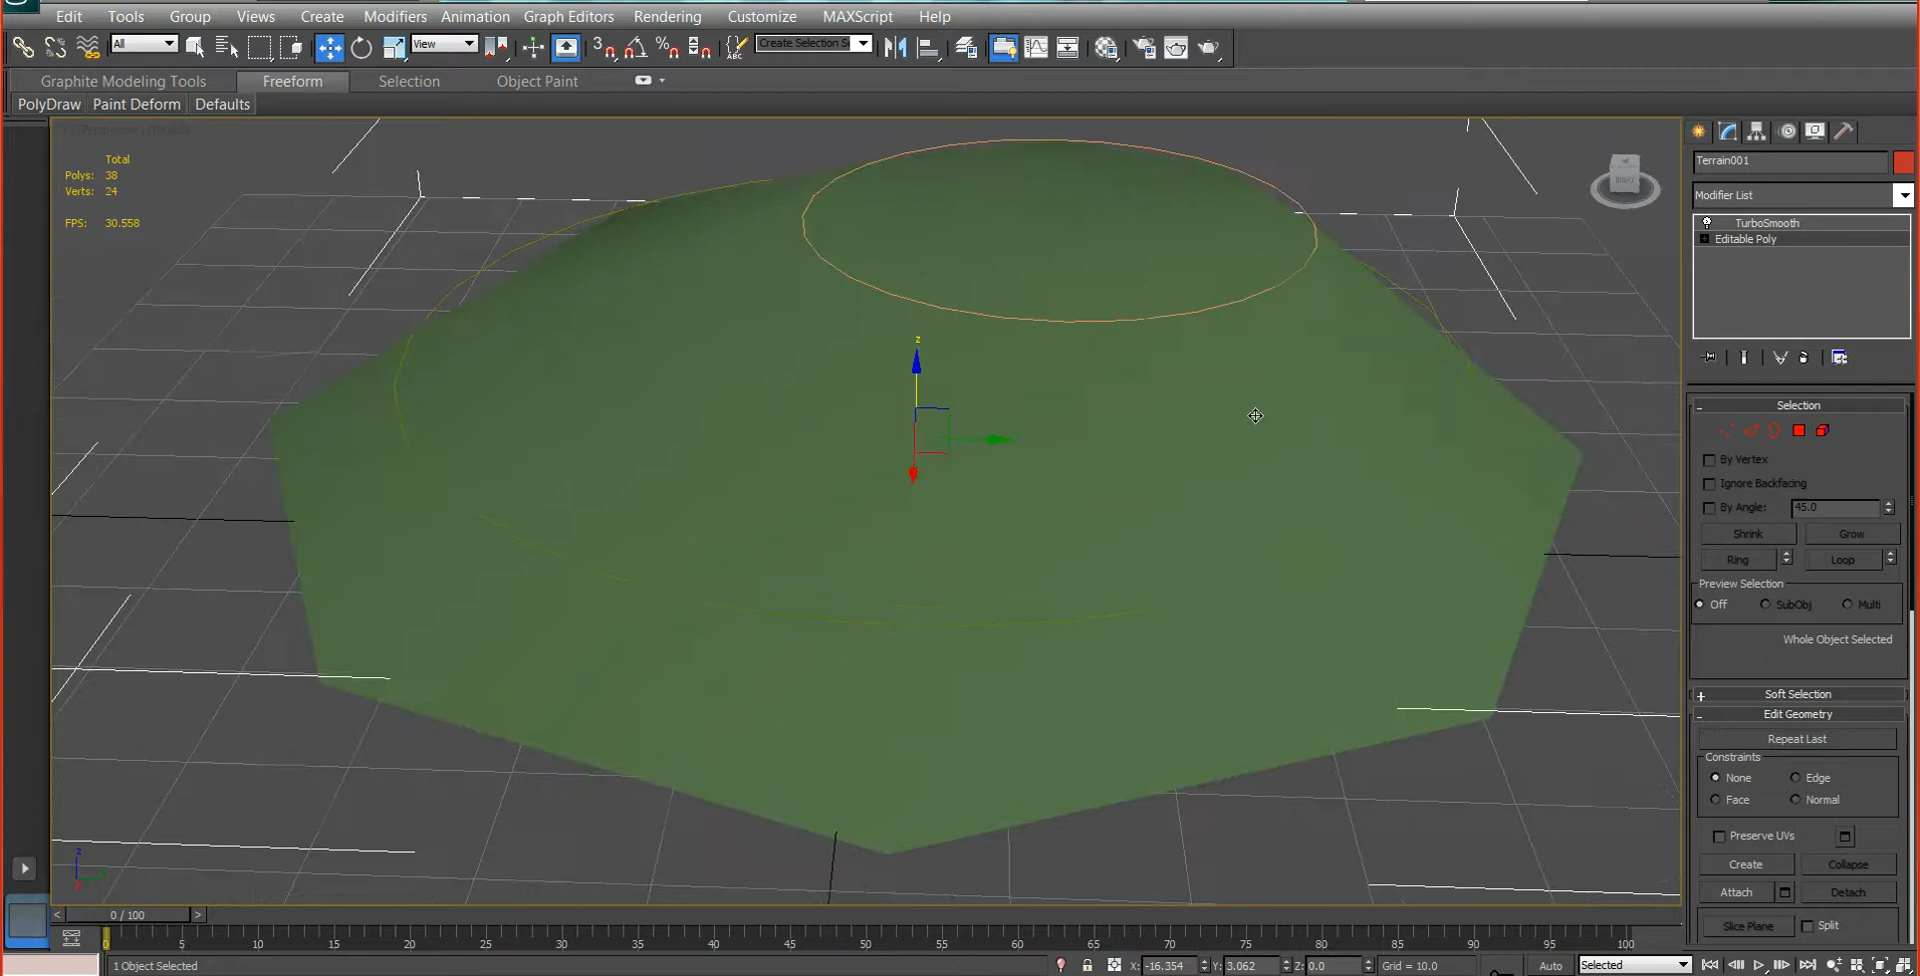 Edit Tools Group Views Create Modifiers Animation Graph Editors Rendering Customize MAXScript Help
All View 3 ABC Create Selection S
Graphite Modeling Tools Freeform Selection Object Paint
PolyDraw Paint Deform Defaults
Total
Polys: 38
Verts: 24
FPS: 30.558
z
z
Terrain001
Modifier List
TurboSmooth
Editable Poly
- Selection
By Vertex
Ignore Backfacing
By Angle: 45.0
Shrink Grow
Ring Loop
Preview Selection
Off SubObj Multi
Whole Object Selected
+ Soft Selection
- Edit Geometry
Repeat Last
Constraints
None Edge
Face Normal
Preserve UVs
Create Collapse
Attach Detach
Slice Plane Split
< 0 / 100 >
0 5 10 15 20 25 30 35 40 45 50 55 60 65 70 75 80 85 90 95 100
1 Object Selected X: -16.354 Y: 3.062 Z: 0.0 Grid = 10.0 Auto Selected